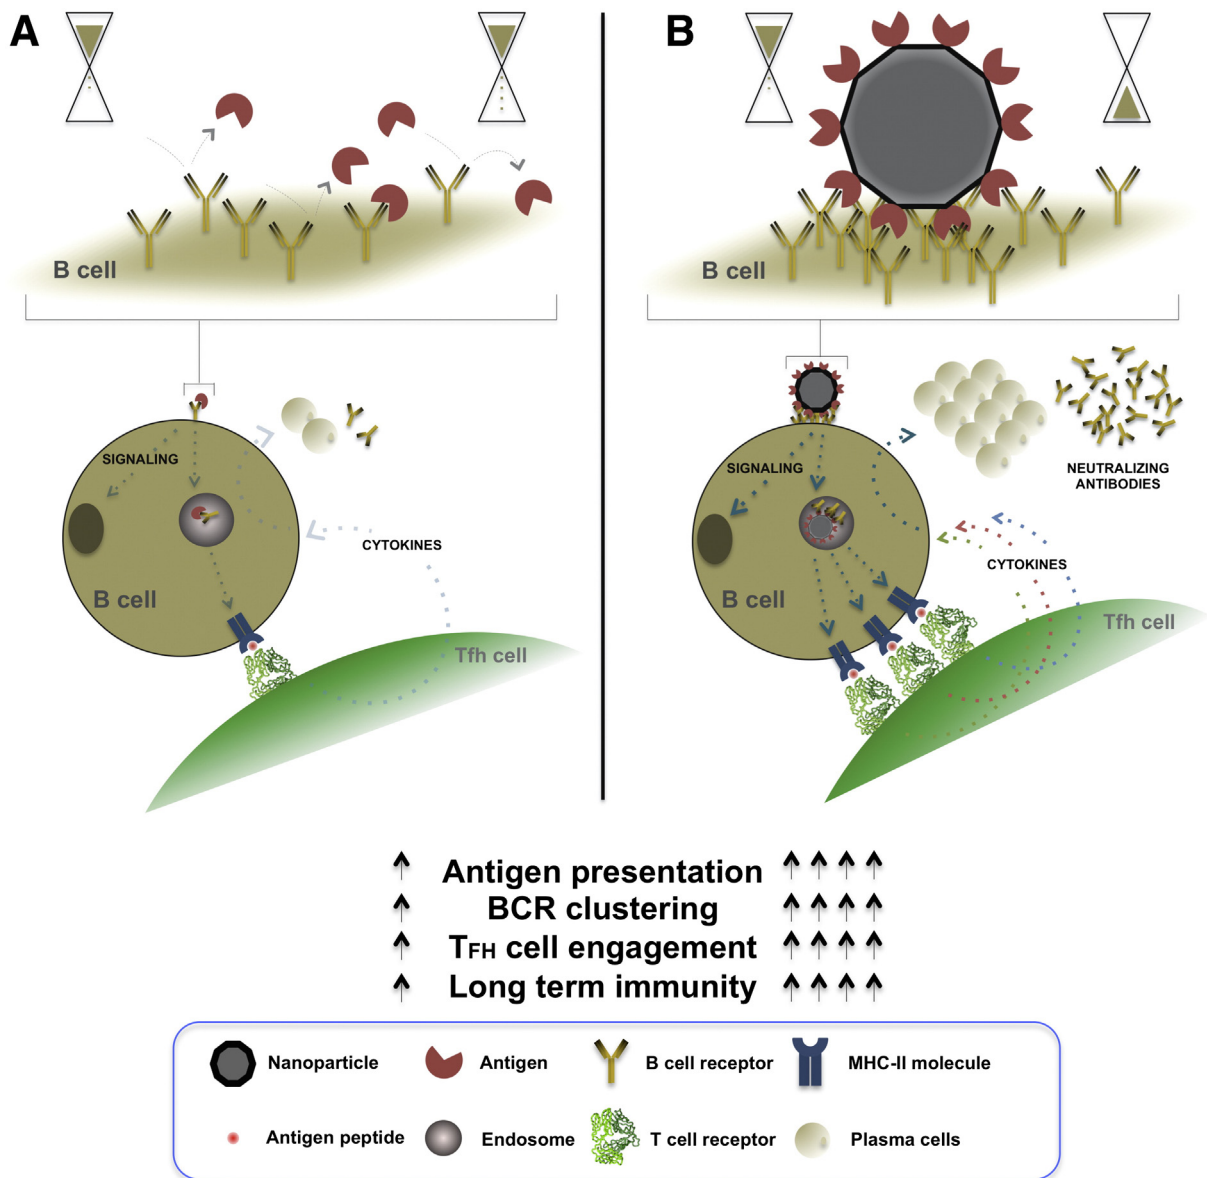 A
B
B cell
B cell
SIGNALING
CYTOKINES
B cell
Tfh cell
SIGNALING
NEUTRALIZING
ANTIBODIES
CYTOKINES
B cell
Tfh cell
Antigen presentation
BCR clustering
TFH cell engagement
Long term immunity
Nanoparticle
Antigen
B cell receptor
MHC-II molecule
Antigen peptide
Endosome
T cell receptor
Plasma cells